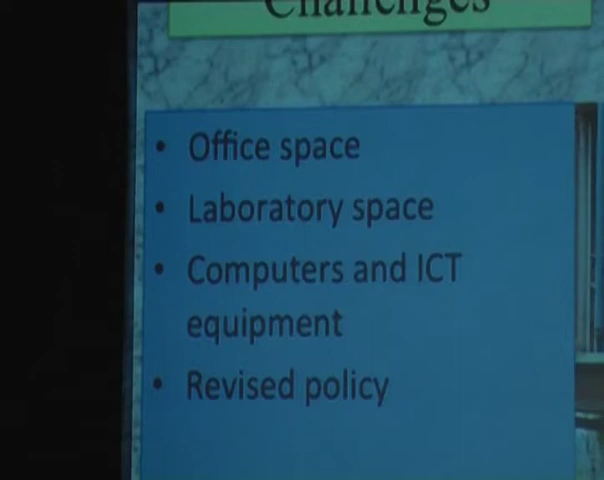 Challenges
• Office space
• Laboratory space
• Computers and ICT
equipment
• Revised policy